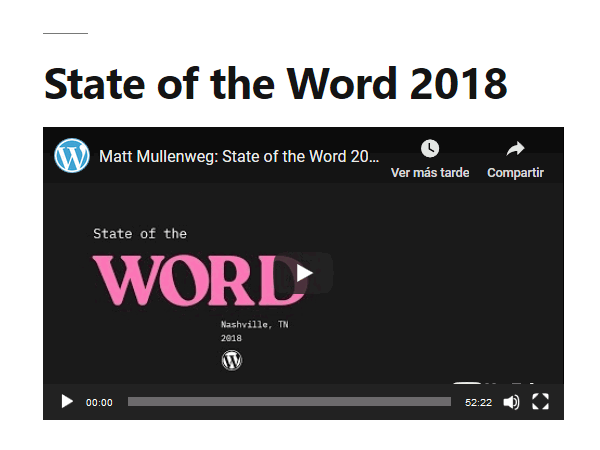 State of the Word 2018
Matt Mullenweg: State of the Word 20...
Ver más tarde
Compartir
State of the
WORD
Nashville, TN
2018
00:00
52:22